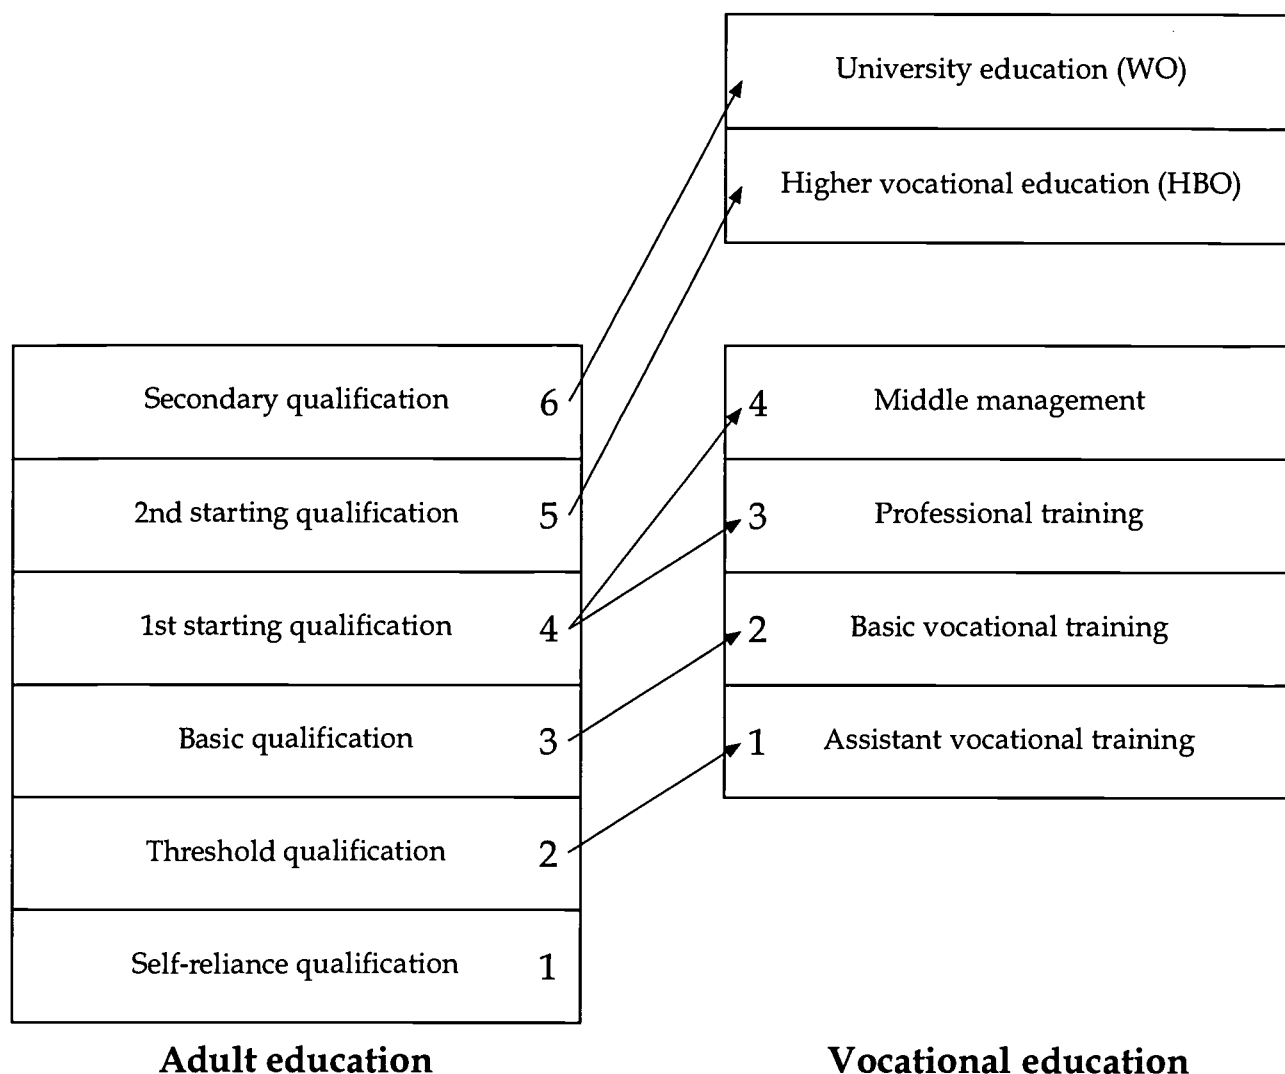 University education (WO)
Higher vocational education (HBO)
Secondary qualification 6
2nd starting qualification 5
1st starting qualification 4
Basic qualification 3
Threshold qualification 2
Self-reliance qualification 1
Adult education
4 Middle management
3 Professional training
2 Basic vocational training
1 Assistant vocational training
Vocational education